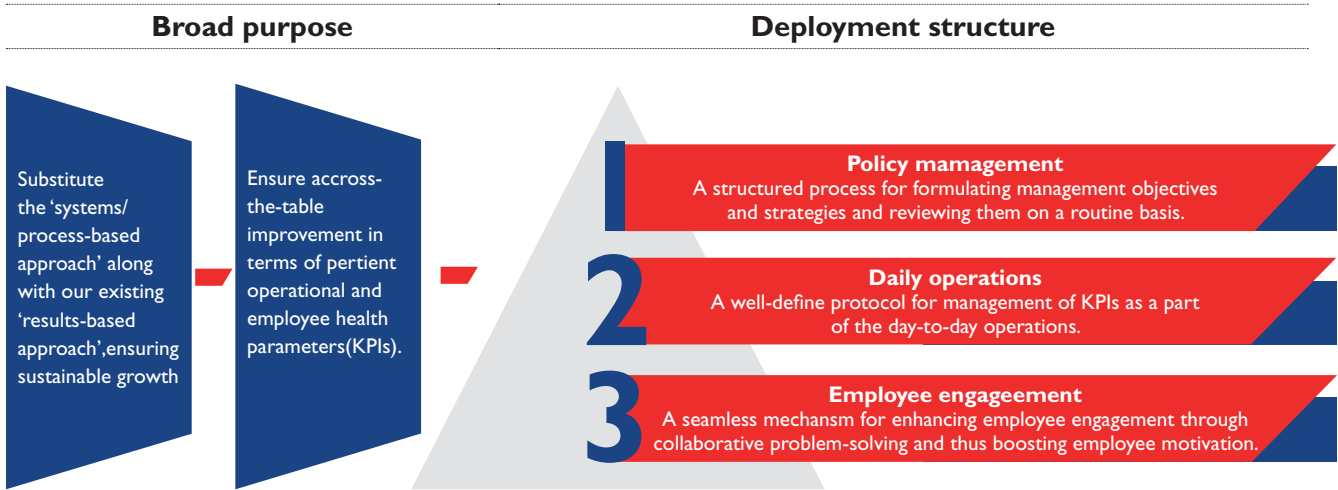 Broad purpose
Deployment structure
Substitute
the ‘systems/
process-based
approach’ along
with our existing
‘results-based
approach’,ensuring
sustainable growth
Ensure accross-
the-table
improvement in
terms of pertient
operational and
employee health
parameters(KPIs).
1
Policy mamagement
A structured process for formulating management objectives
and strategies and reviewing them on a routine basis.
2
Daily operations
A well-define protocol for management of KPIs as a part
of the day-to-day operations.
3
Employee engageement
A seamless mechansm for enhancing employee engagement through
collaborative problem-solving and thus boosting employee motivation.